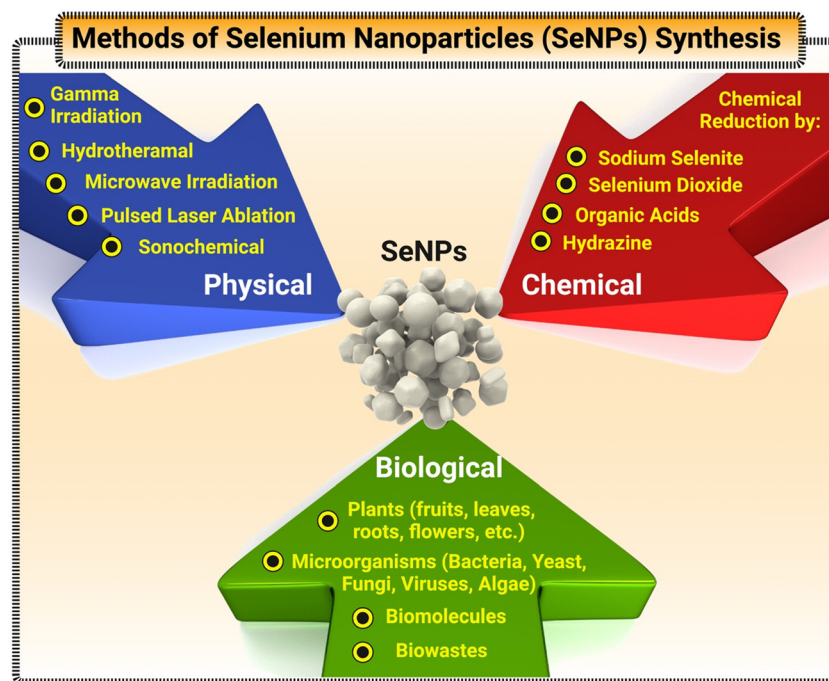 Methods of Selenium Nanoparticles (SeNPs) Synthesis
Gamma
Irradiation
Hydrotheramal
Microwave Irradiation
Pulsed Laser Ablation
Sonochemical
Physical
Chemical
Reduction by:
Sodium Selenite
Selenium Dioxide
Organic Acids
Hydrazine
Chemical
SeNPs
Biological
Plants (fruits, leaves,
roots, flowers, etc.)
Microorganisms (Bacteria, Yeast,
Fungi, Viruses, Algae)
Biomolecules
Biowastes